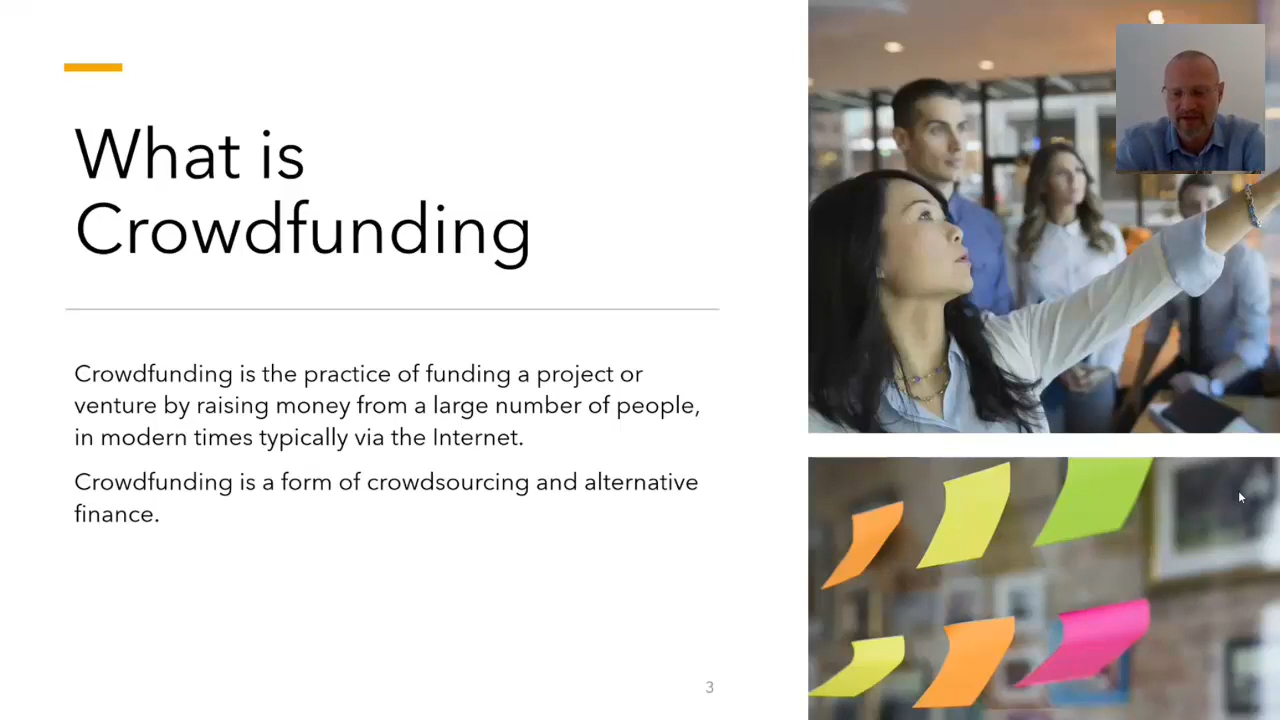 What is
Crowdfunding
Crowdfunding is the practice of funding a project or
venture by raising money from a large number of people,
in modern times typically via the Internet.
Crowdfunding is a form of crowdsourcing and alternative
finance.
3